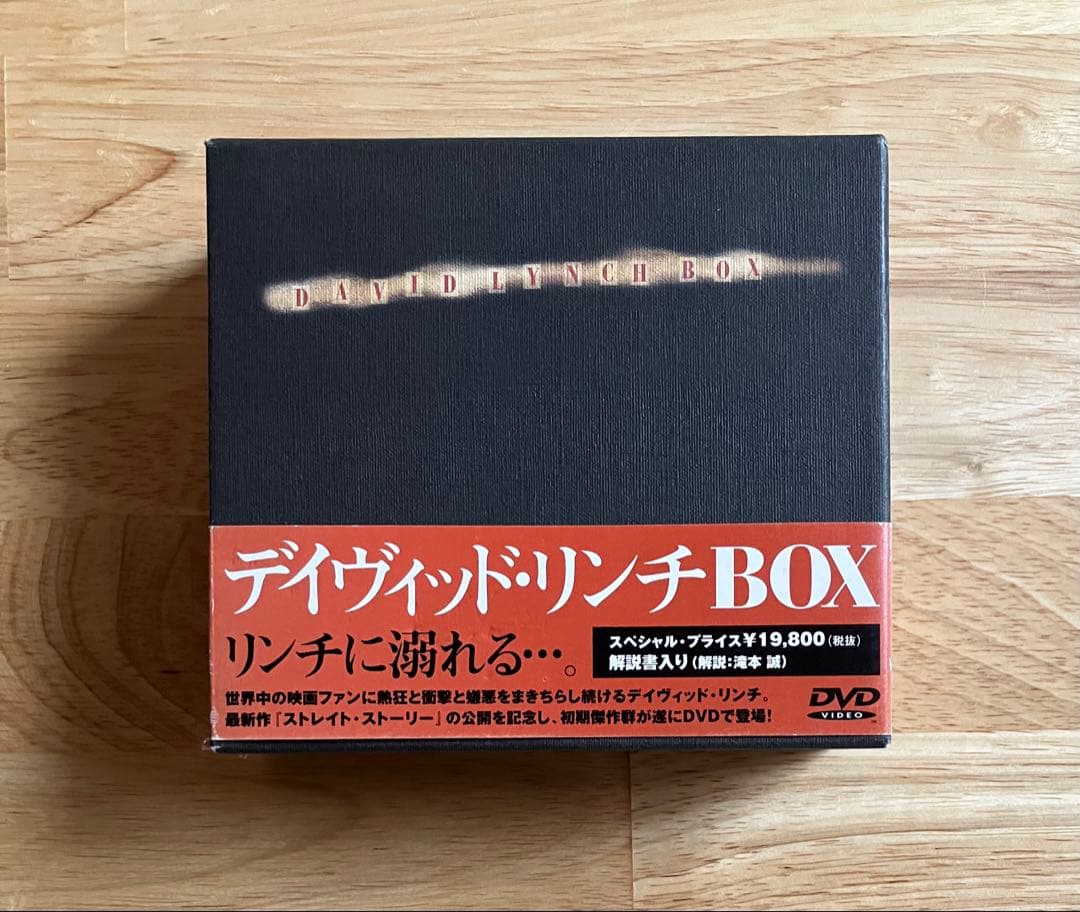 DAVID LYNCH BOX
デイヴィッド・リンチBOX
リンチに溺れる…。
スペシャル・プライス¥19,800(税抜)
解説書入り(解説:滝本 誠)
世界中の映画ファンに熱狂と衝撃と嫌悪をまきちらし続けるデイヴィッド・リンチ。
最新作『ストレイト・ストーリー』の公開を記念し、初期傑作群が遂にDVDで登場!
DVD
VIDEO